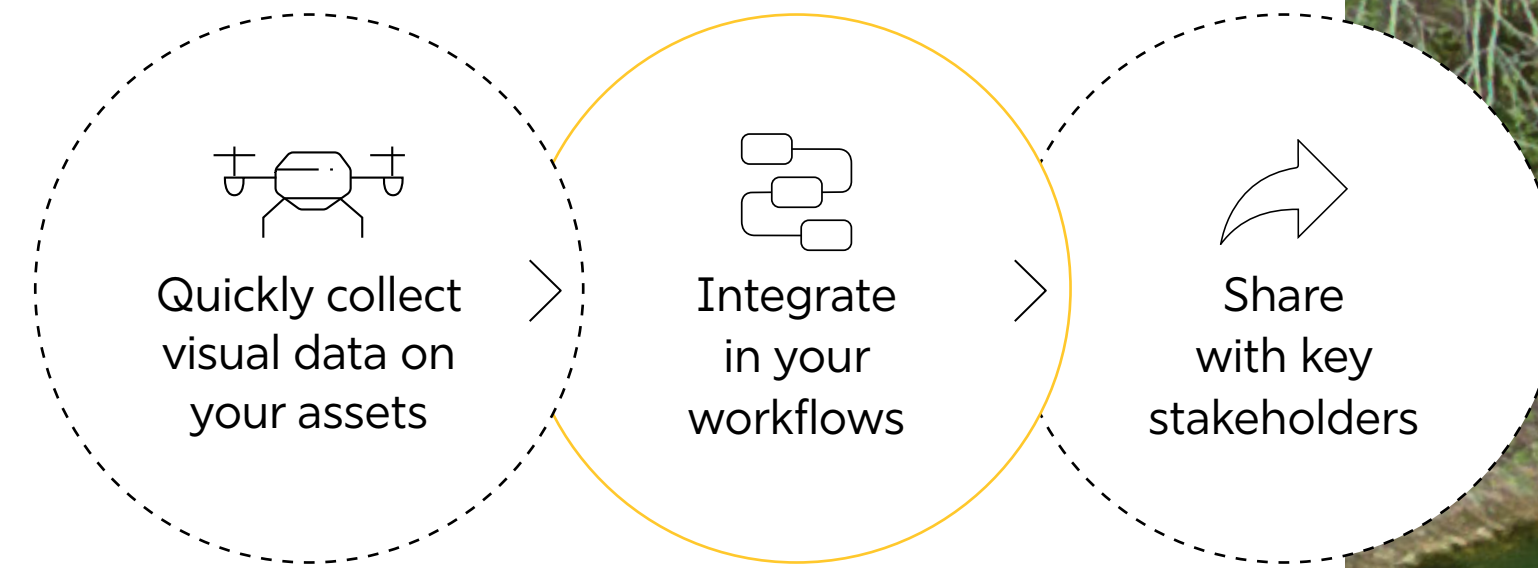 Quickly collect
visual data on
your assets
Integrate
in your
workflows
Share
with key
stakeholders